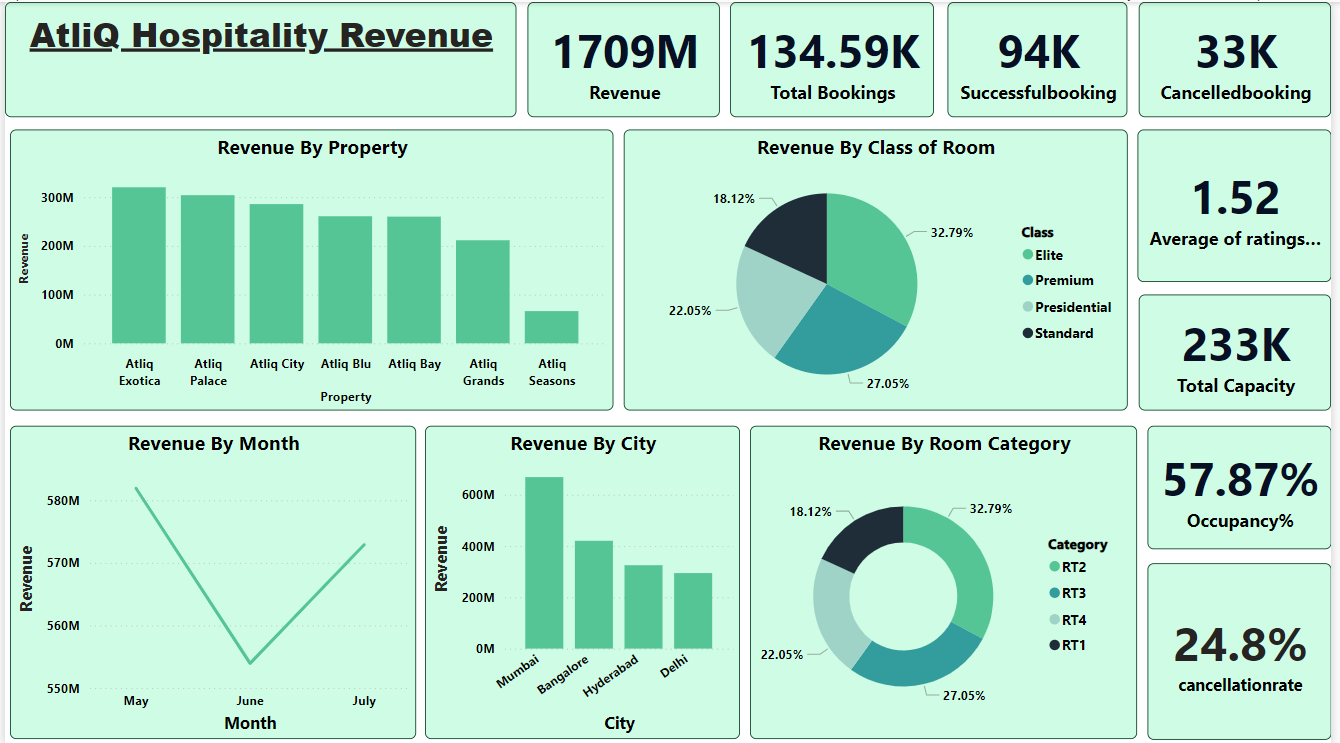 AtliQ Hospitality Revenue
1709M
Revenue
134.59K
Total Bookings
94K
Successfulbooking
33K
Cancelledbooking
Revenue By Property
Revenue
300M
200M
100M
0M
Atliq Exotica
Atliq Palace
Atliq City
Atliq Blu
Atliq Bay
Atliq Grands
Atliq Seasons
Property
Revenue By Class of Room
18.12%
32.79%
22.05%
27.05%
Class
Elite
Premium
Presidential
Standard
1.52
Average of ratings...
233K
Total Capacity
Revenue By Month
Revenue
580M
570M
560M
550M
May
June
July
Month
Revenue By City
Revenue
600M
400M
200M
0M
Mumbai
Bangalore
Hyderabad
Delhi
City
Revenue By Room Category
18.12%
32.79%
22.05%
27.05%
Category
RT2
RT3
RT4
RT1
57.87%
Occupancy%
24.8%
cancellationrate